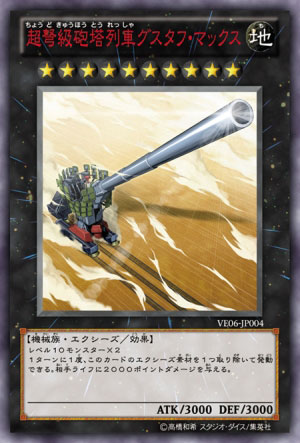 ちょう ど きゅうほう とう れっ しゃ
超弩級砲塔列車グスタフ・マックス
地
VE06-JP004
【機械族・エクシーズ/効果】
レベル10モンスター×2
1ターンに1度、このカードのエクシーズ素材を1つ取り除いて発動
できる。相手ライフに2000ポイントダメージを与える。
ATK/3000 DEF/3000
©高橋和希 スタジオ・ダイス/集英社